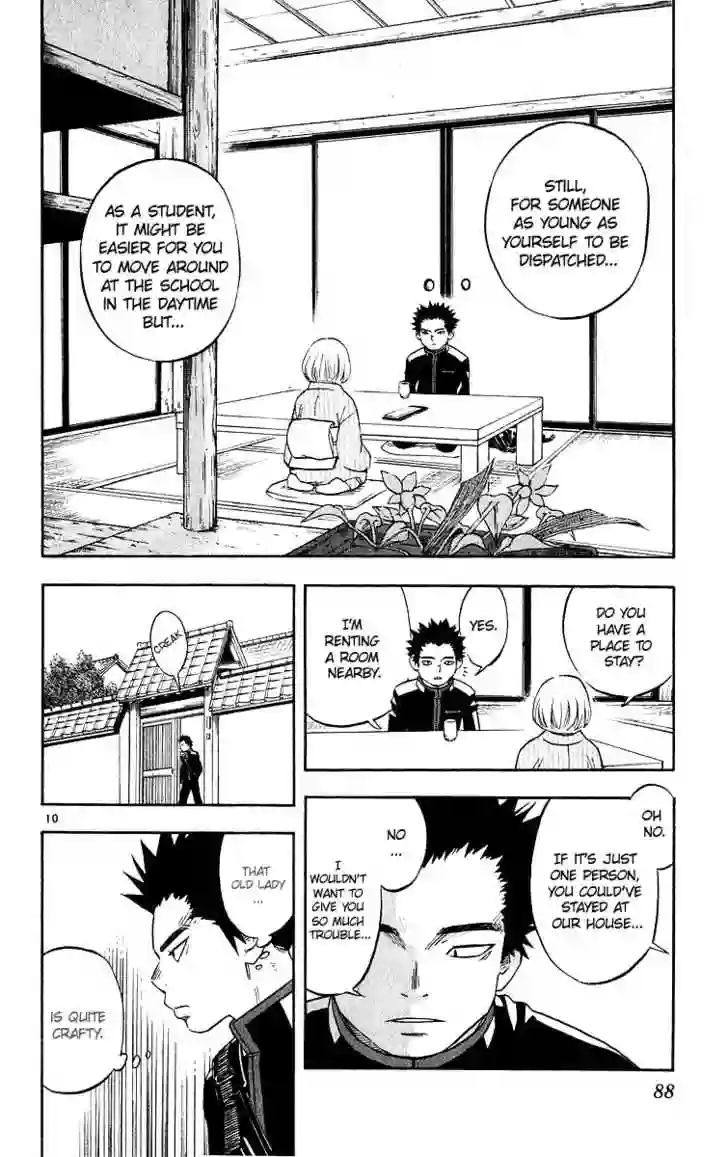 STILL,
FOR SOMEONE
AS YOUNG AS
YOURSELF TO BE
DISPATCHED...
AS A STUDENT,
IT MIGHT BE
EASIER FOR YOU
TO MOVE AROUND
AT THE SCHOOL
IN THE DAYTIME
BUT...
DO YOU
HAVE A
PLACE TO
STAY?
YES.
I'M
RENTING
A ROOM
NEARBY.
OH
NO.
IF IT'S JUST
ONE PERSON,
YOU COULD'VE
STAYED AT
OUR HOUSE...
NO
...
I
WOULDN'T
WANT TO
GIVE YOU
SO MUCH
TROUBLE...
CREAK
10
THAT
OLD LADY
...
IS QUITE
CRAFTY.
88